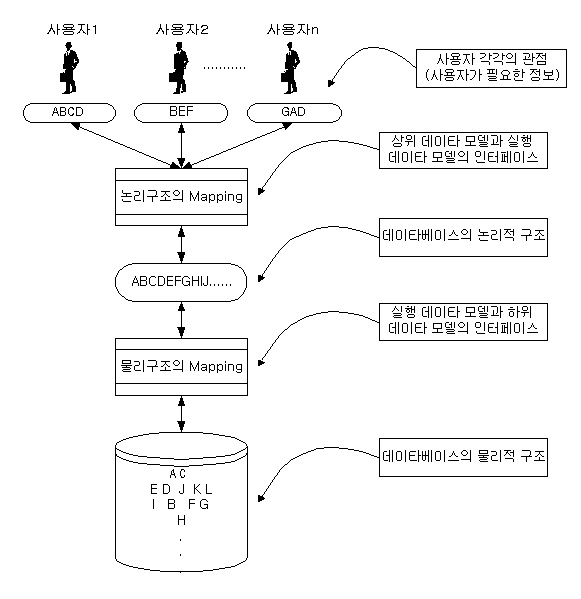 사용자1
사용자2
사용자n
...........
사용자 각각의 관점
(사용자가 필요한 정보)
ABCD
BEF
GAD
상위 데이타 모델과 실행
데이타 모델의 인터페이스
논리구조의 Mapping
데이타베이스의 논리적 구조
ABCDEFGHIJ......
실행 데이타 모델과 하위
데이타 모델의 인터페이스
물리구조의 Mapping
데이타베이스의 물리적 구조
A C
E D J K L
I B F G
H
.
.
.